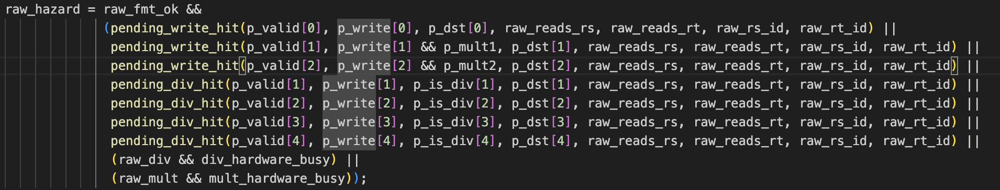 raw_hazard = raw_fmt_ok &&
(pending_write_hit(p_valid[0], p_write[0], p_dst[0], raw_reads_rs, raw_reads_rt, raw_rs_id, raw_rt_id) ||
pending_write_hit(p_valid[1], p_write[1] && p_mult1, p_dst[1], raw_reads_rs, raw_reads_rt, raw_rs_id, raw_rt_id) ||
pending_write_hit(p_valid[2], p_write[2] && p_mult2, p_dst[2], raw_reads_rs, raw_reads_rt, raw_rs_id, raw_rt_id) ||
pending_div_hit(p_valid[1], p_write[1], p_is_div[1], p_dst[1], raw_reads_rs, raw_reads_rt, raw_rs_id, raw_rt_id) ||
pending_div_hit(p_valid[2], p_write[2], p_is_div[2], p_dst[2], raw_reads_rs, raw_reads_rt, raw_rs_id, raw_rt_id) ||
pending_div_hit(p_valid[3], p_write[3], p_is_div[3], p_dst[3], raw_reads_rs, raw_reads_rt, raw_rs_id, raw_rt_id) ||
pending_div_hit(p_valid[4], p_write[4], p_is_div[4], p_dst[4], raw_reads_rs, raw_reads_rt, raw_rs_id, raw_rt_id) ||
(raw_div && div_hardware_busy) ||
(raw_mult && mult_hardware_busy));